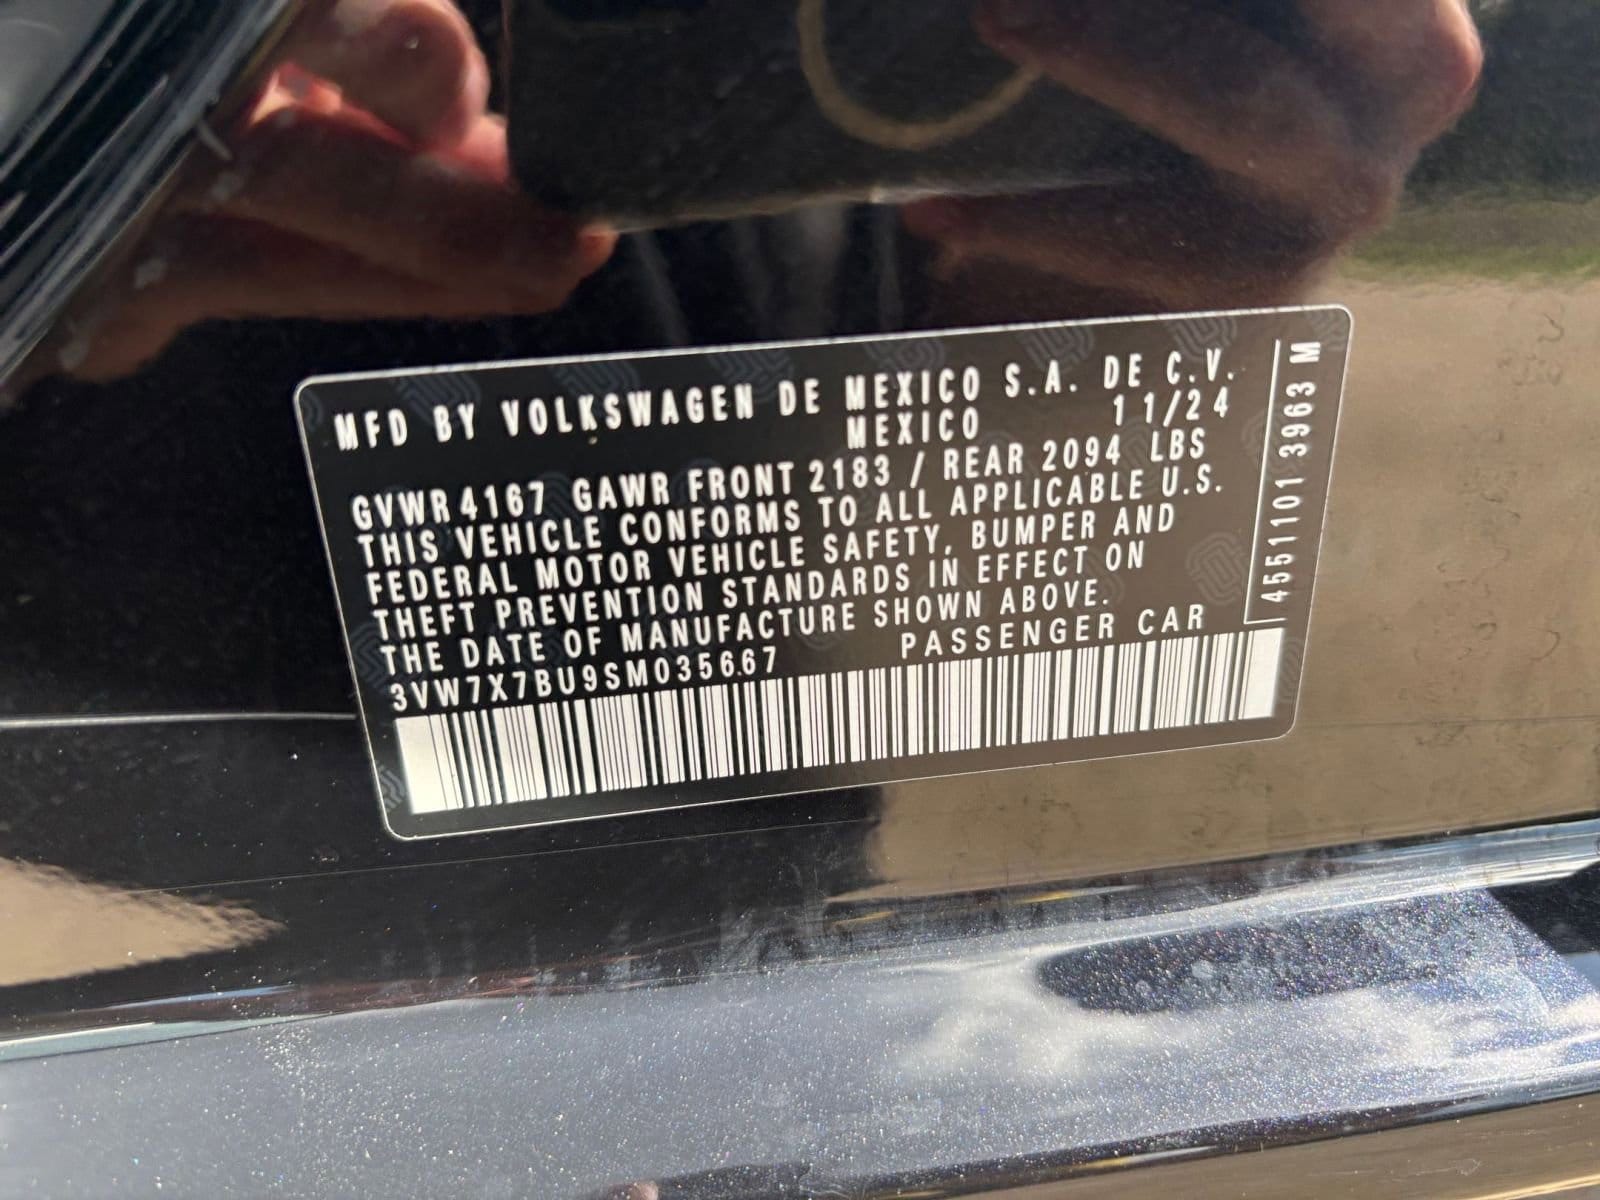 MFD BY VOLKSWAGEN DE MEXICO S.A. DE C.V.
MEXICO 11/24
GVWR 4167 GAWR FRONT 2183 / REAR 2094 LBS
THIS VEHICLE CONFORMS TO ALL APPLICABLE U.S.
FEDERAL MOTOR VEHICLE SAFETY, BUMPER AND
THEFT PREVENTION STANDARDS IN EFFECT ON
THE DATE OF MANUFACTURE SHOWN ABOVE.
3VW7X7BU9SM035667 PASSENGER CAR
4551101 3963 M